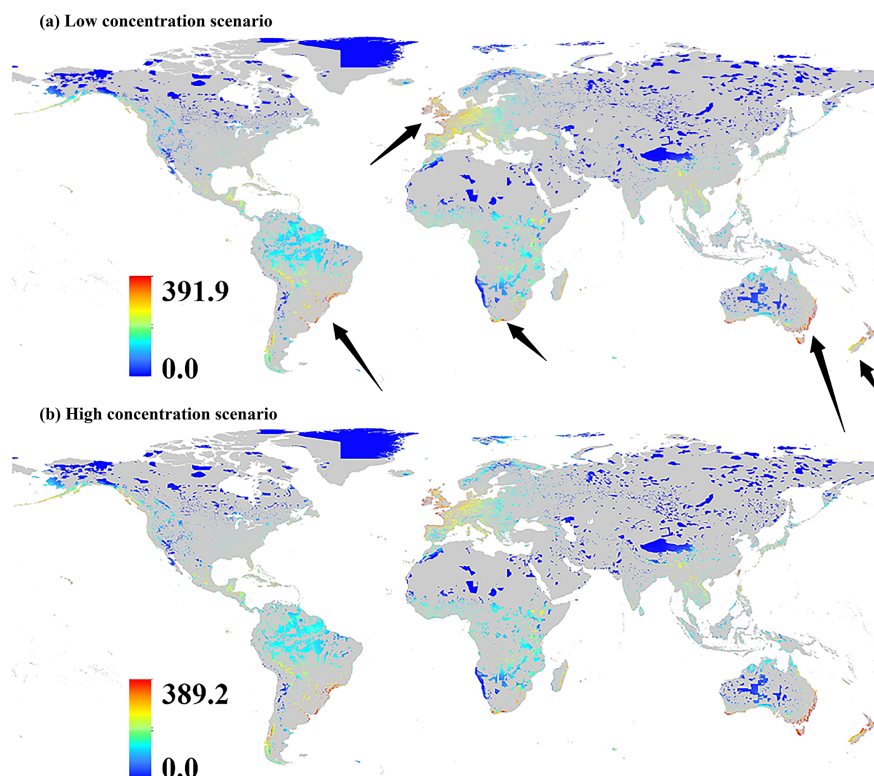 (a) Low concentration scenario
391.9
0.0
(b) High concentration scenario
389.2
0.0